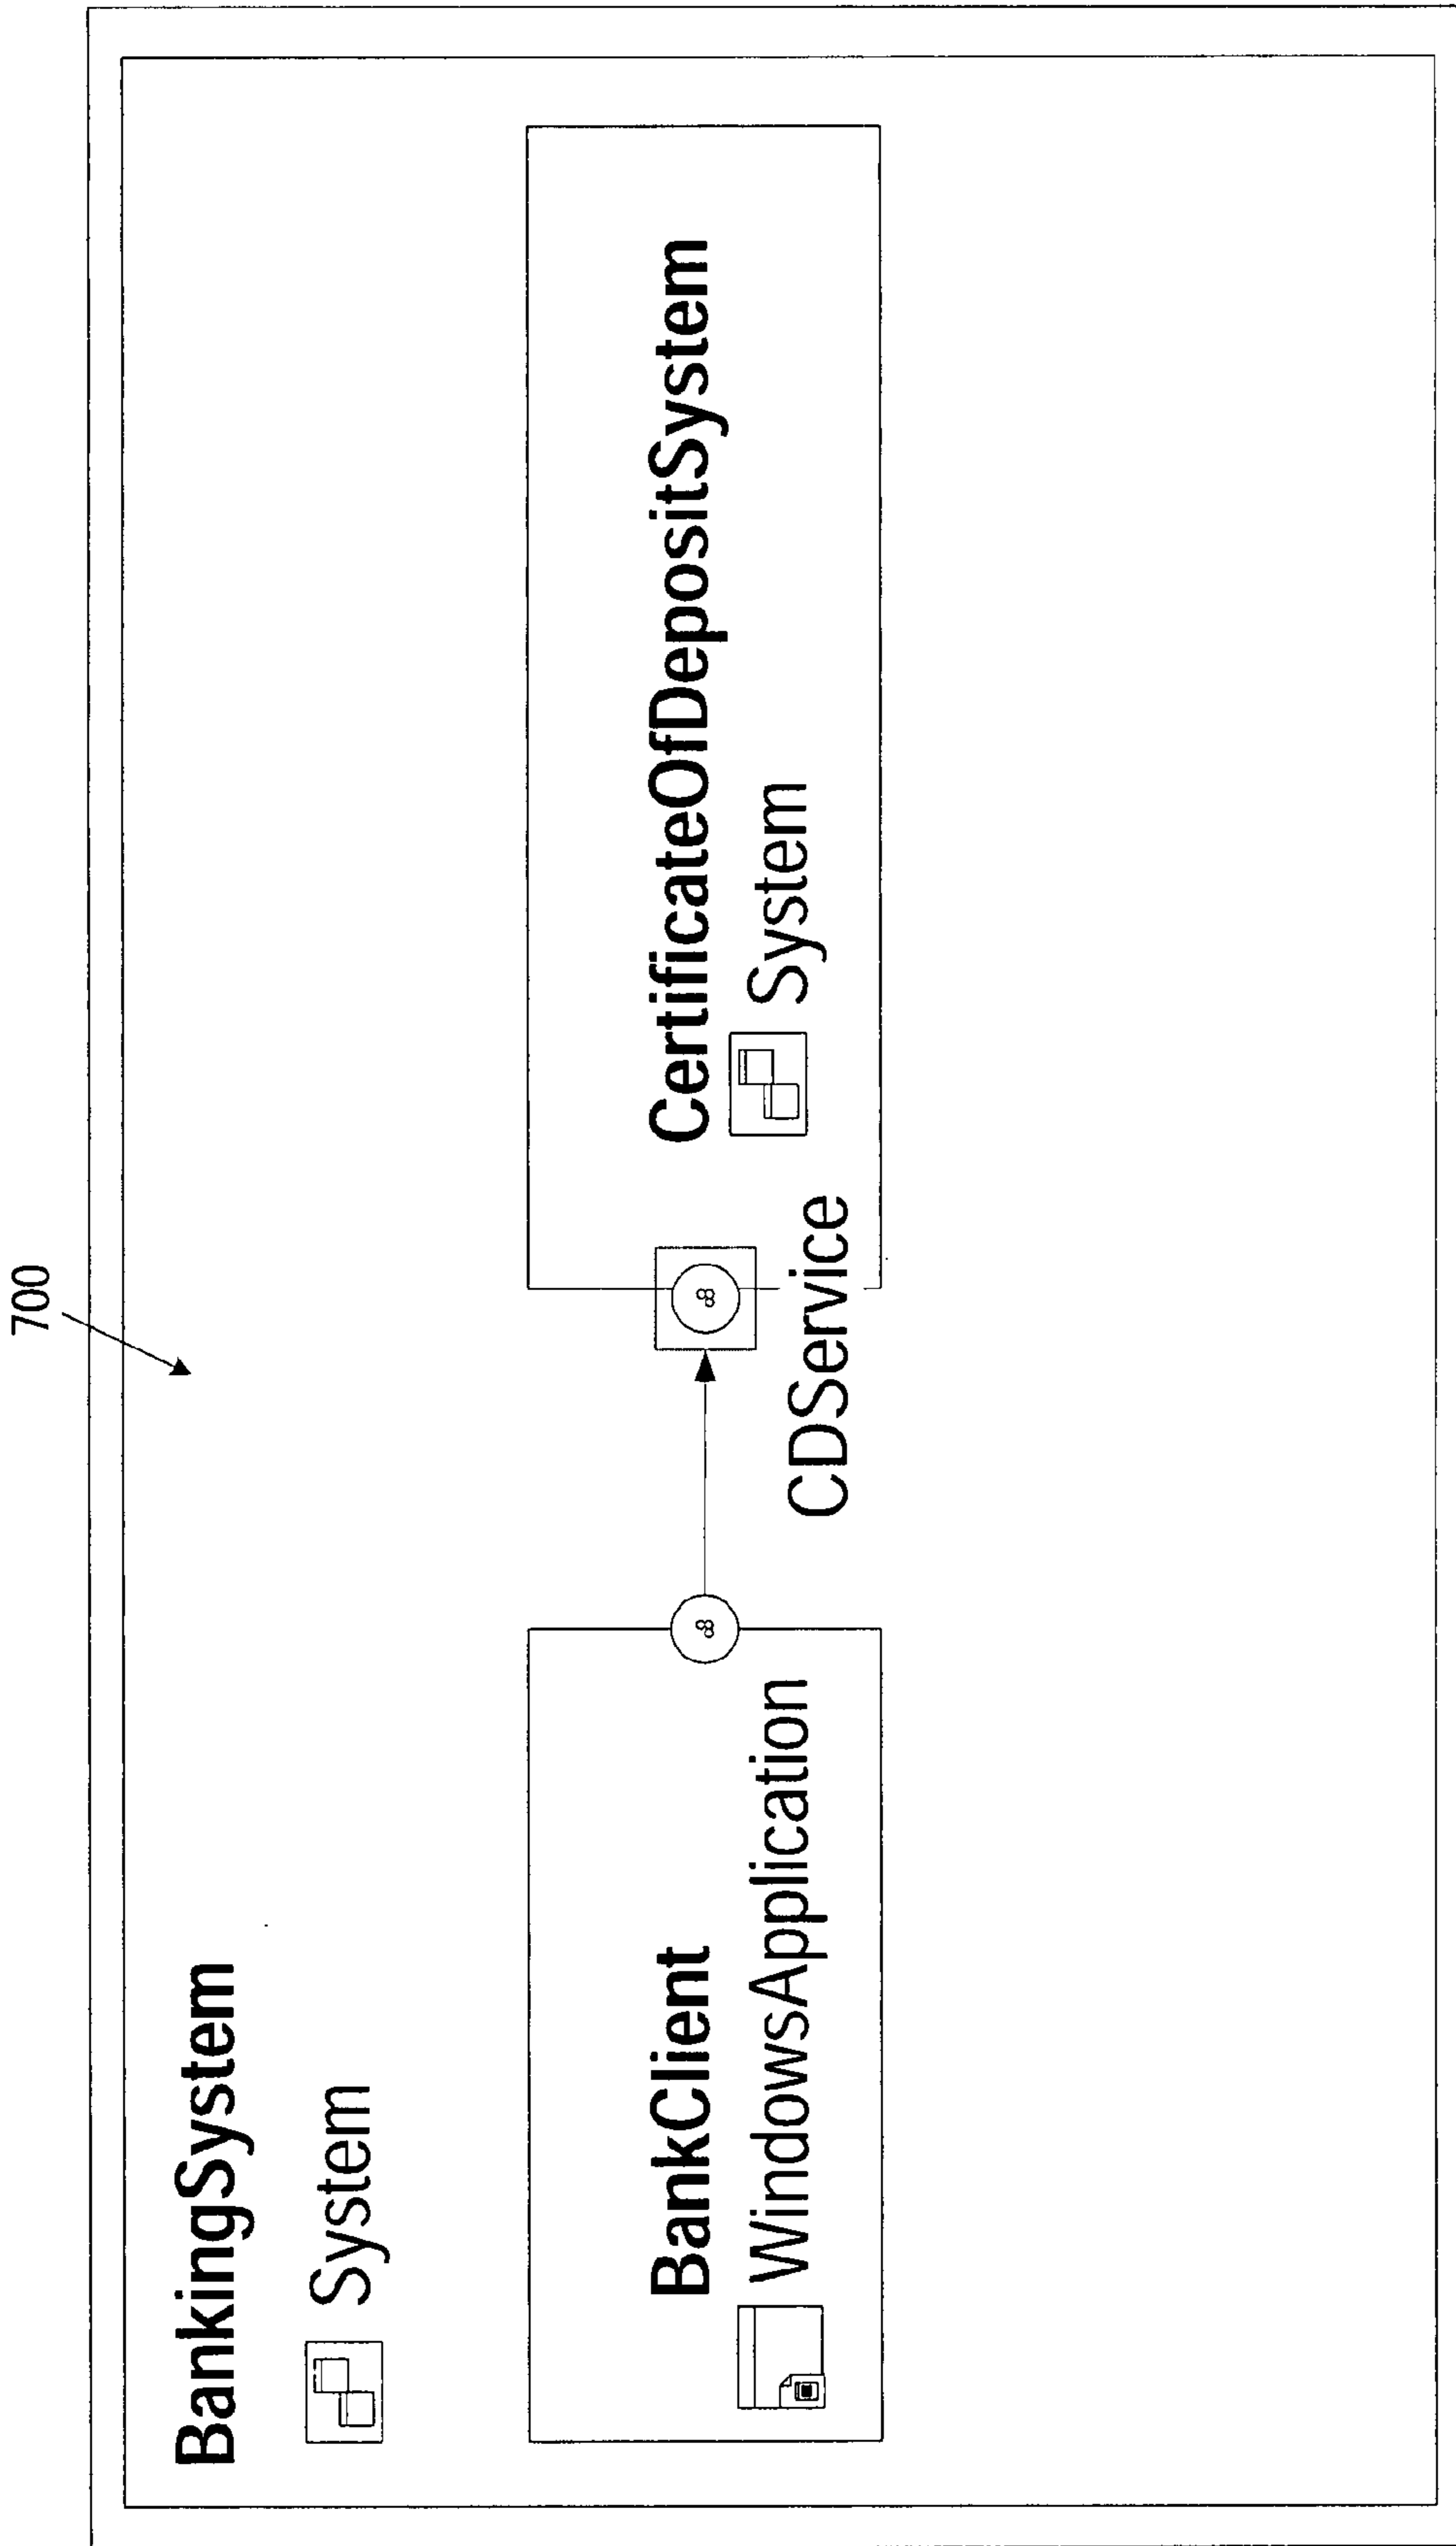 700
BankingSystem
System
BankClient
WindowsApplication
CDService
CertificateOfDepositSystem
System